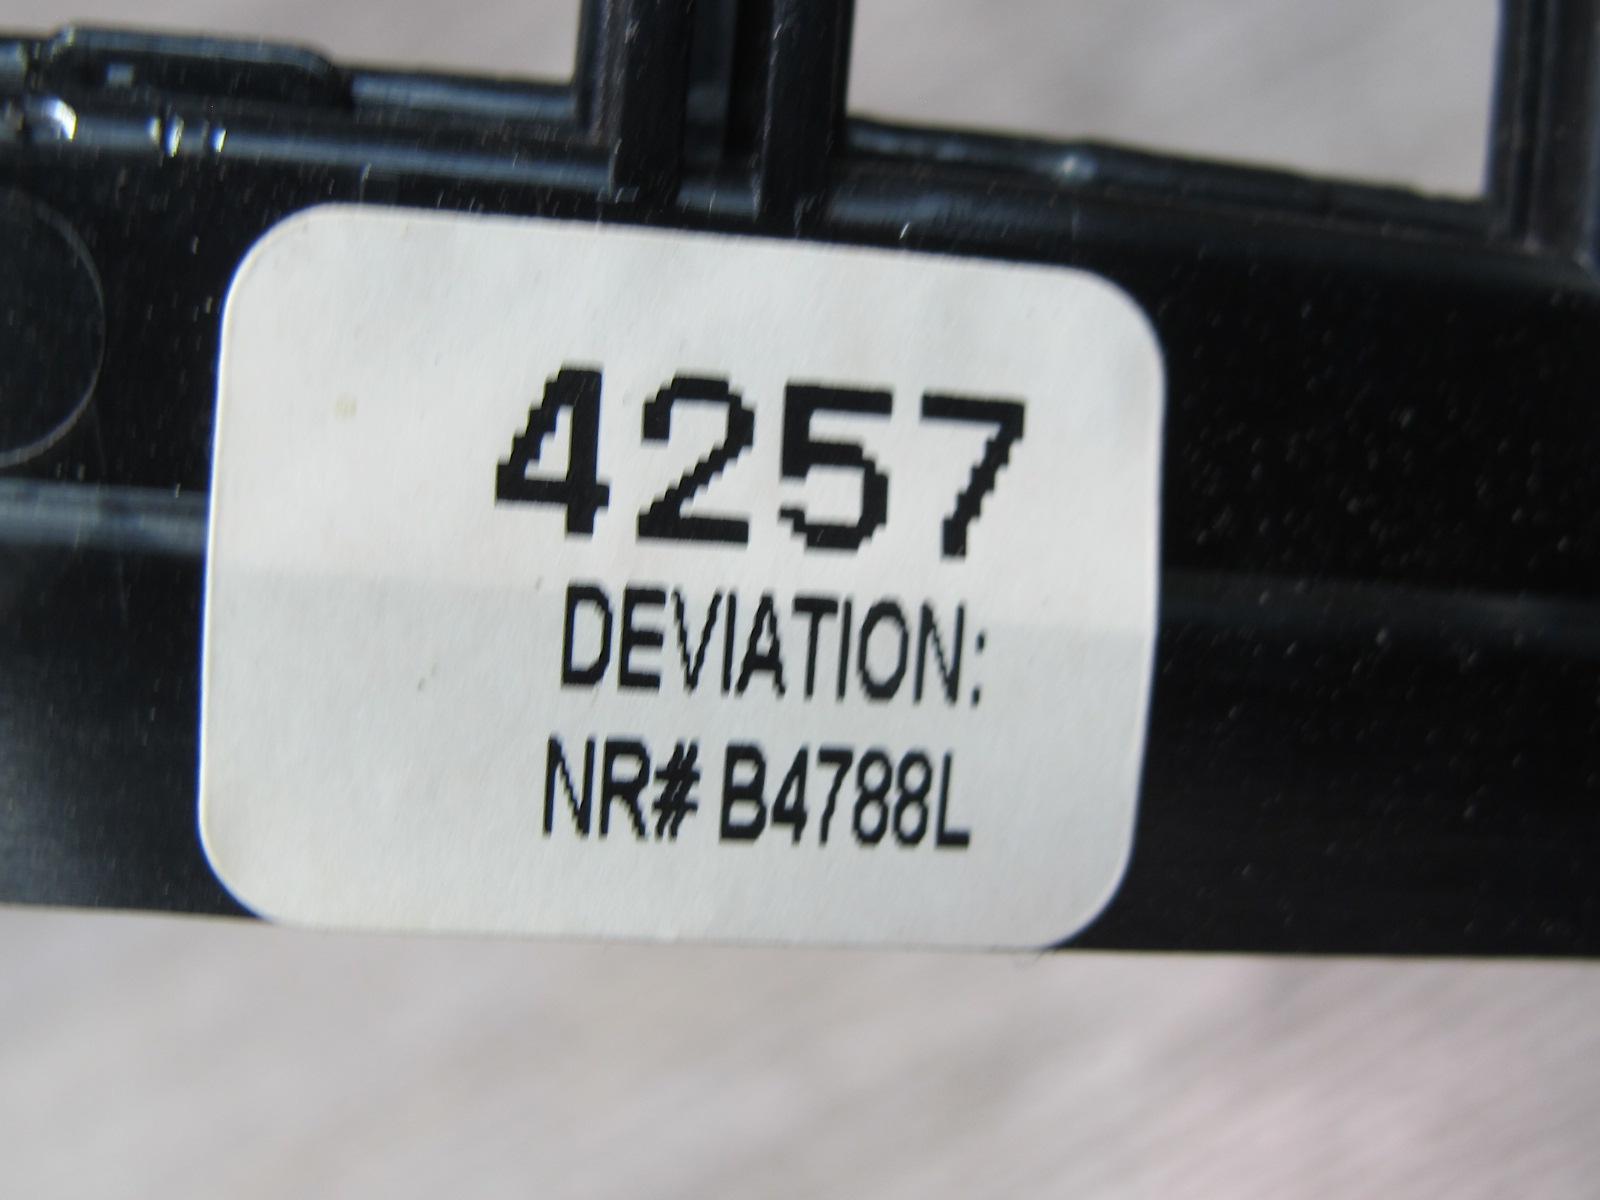 4257
DEVIATION:
NR# B4788L